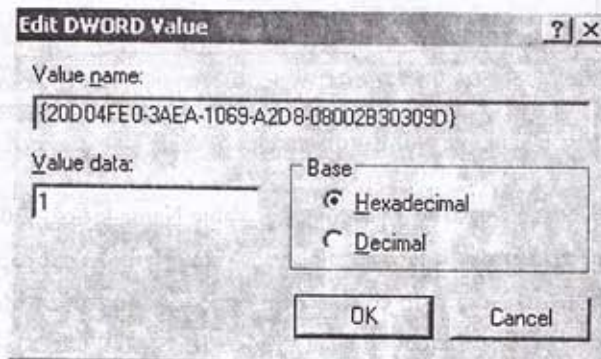 Edit DWORD Value
Value name:
{20D04FE0-3AEA-1069-A2D8-08002B30309D}
Value data:
1
Base
Hexadecimal
Decimal
OK
Cancel